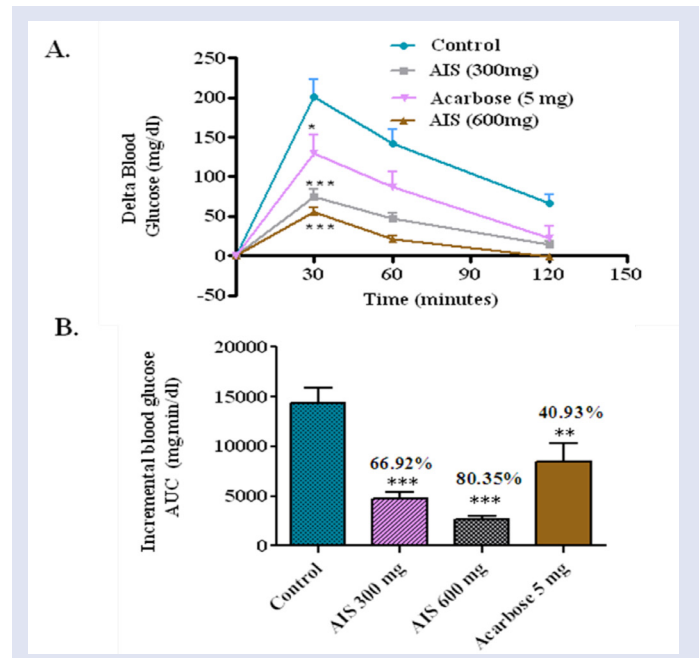 A.
Control
AIS (300mg)
Acarbose (5 mg)
AIS (600mg)
Delta Blood
Glucose (mg/dl)
250
200
150
100
50
0
-50
*
***
***
30
60
90
120
150
Time (minutes)
B.
Incremental blood glucose
AUC (mg.min/dl)
20000
15000
10000
5000
0
66.92%
***
80.35%
***
40.93%
**
Control
AIS 300 mg
AIS 600 mg
Acarbose 5 mg